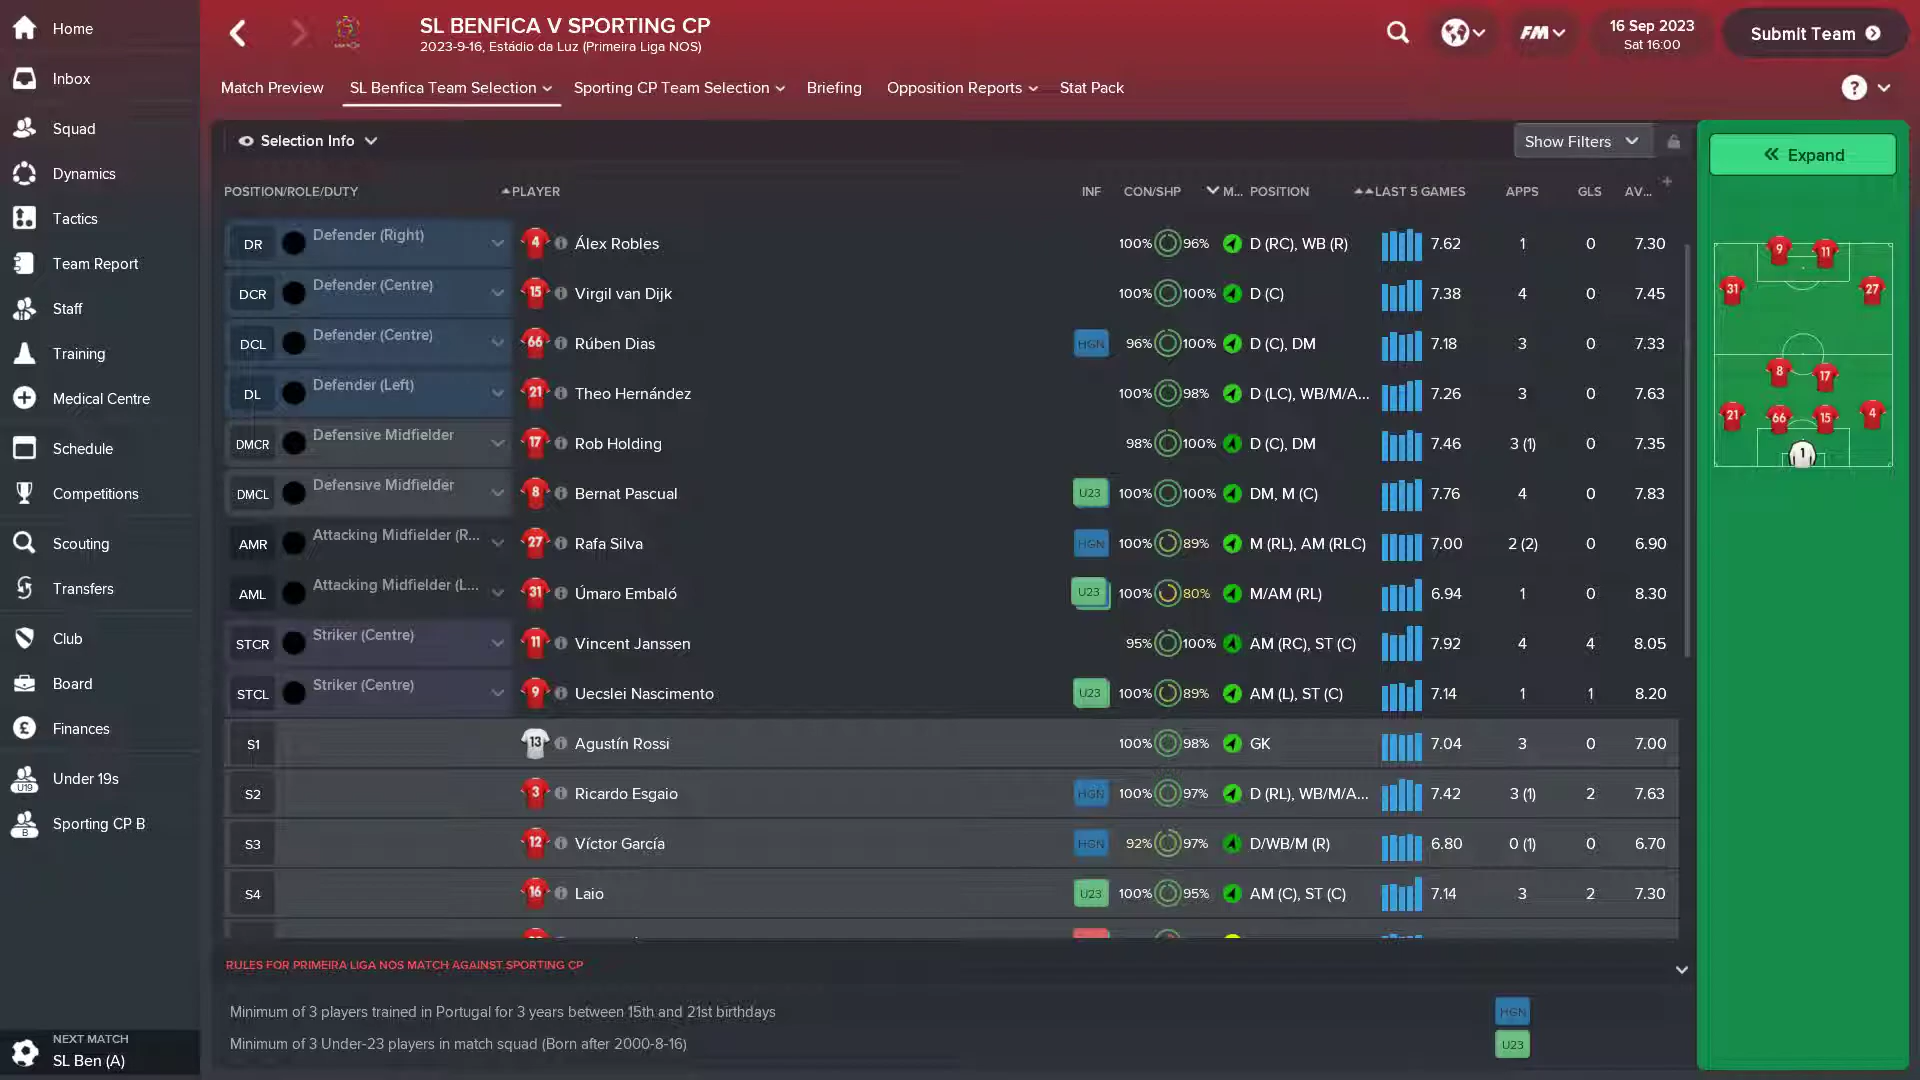 Home
Inbox
Squad
Dynamics
Tactics
Team Report
Staff
Training
Medical Centre
Schedule
Competitions
Scouting
Transfers
Club
Board
Finances
U19 Under 19s
B Sporting CP B
NEXT MATCH
SL Ben (A)
SL BENFICA V SPORTING CP
2023-9-16, Estádio da Luz (Primeira Liga NOS)
FM
16 Sep 2023
Sat 16:00
Submit Team
Match Preview SL Benfica Team Selection Sporting CP Team Selection Briefing Opposition Reports Stat Pack
?
Selection Info
Show Filters
POSITION/ROLE/DUTY PLAYER INF CON/SHP M... POSITION LAST 5 GAMES APPS GLS AV... +
DR Defender (Right) 4 Álex Robles 100% 96% D (RC), WB (R) 7.62 1 0 7.30
DCR Defender (Centre) 15 Virgil van Dijk 100% 100% D (C) 7.38 4 0 7.45
DCL Defender (Centre) 66 Rúben Dias HGN 96% 100% D (C), DM 7.18 3 0 7.33
DL Defender (Left) 21 Theo Hernández 100% 98% D (LC), WB/M/A... 7.26 3 0 7.63
DMCR Defensive Midfielder 17 Rob Holding 98% 100% D (C), DM 7.46 3 (1) 0 7.35
DMCL Defensive Midfielder 8 Bernat Pascual U23 100% 100% DM, M (C) 7.76 4 0 7.83
AMR Attacking Midfielder (R... 27 Rafa Silva HGN 100% 89% M (RL), AM (RLC) 7.00 2 (2) 0 6.90
AML Attacking Midfielder (L... 31 Úmaro Embaló U23 100% 80% M/AM (RL) 6.94 1 0 8.30
STCR Striker (Centre) 11 Vincent Janssen 95% 100% AM (RC), ST (C) 7.92 4 4 8.05
STCL Striker (Centre) 9 Uecslei Nascimento U23 100% 89% AM (L), ST (C) 7.14 1 1 8.20
S1 13 Agustín Rossi 100% 98% GK 7.04 3 0 7.00
S2 3 Ricardo Esgaio HGN 100% 97% D (RL), WB/M/A... 7.42 3 (1) 2 7.63
S3 12 Víctor García HGN 92% 97% D/WB/M (R) 6.80 0 (1) 0 6.70
S4 16 Laio U23 100% 95% AM (C), ST (C) 7.14 3 2 7.30
RULES FOR PRIMEIRA LIGA NOS MATCH AGAINST SPORTING CP
Minimum of 3 players trained in Portugal for 3 years between 15th and 21st birthdays HGN
Minimum of 3 Under-23 players in match squad (Born after 2000-8-16) U23
Expand
9 11
31 27
8 17
21 66 15 4
1